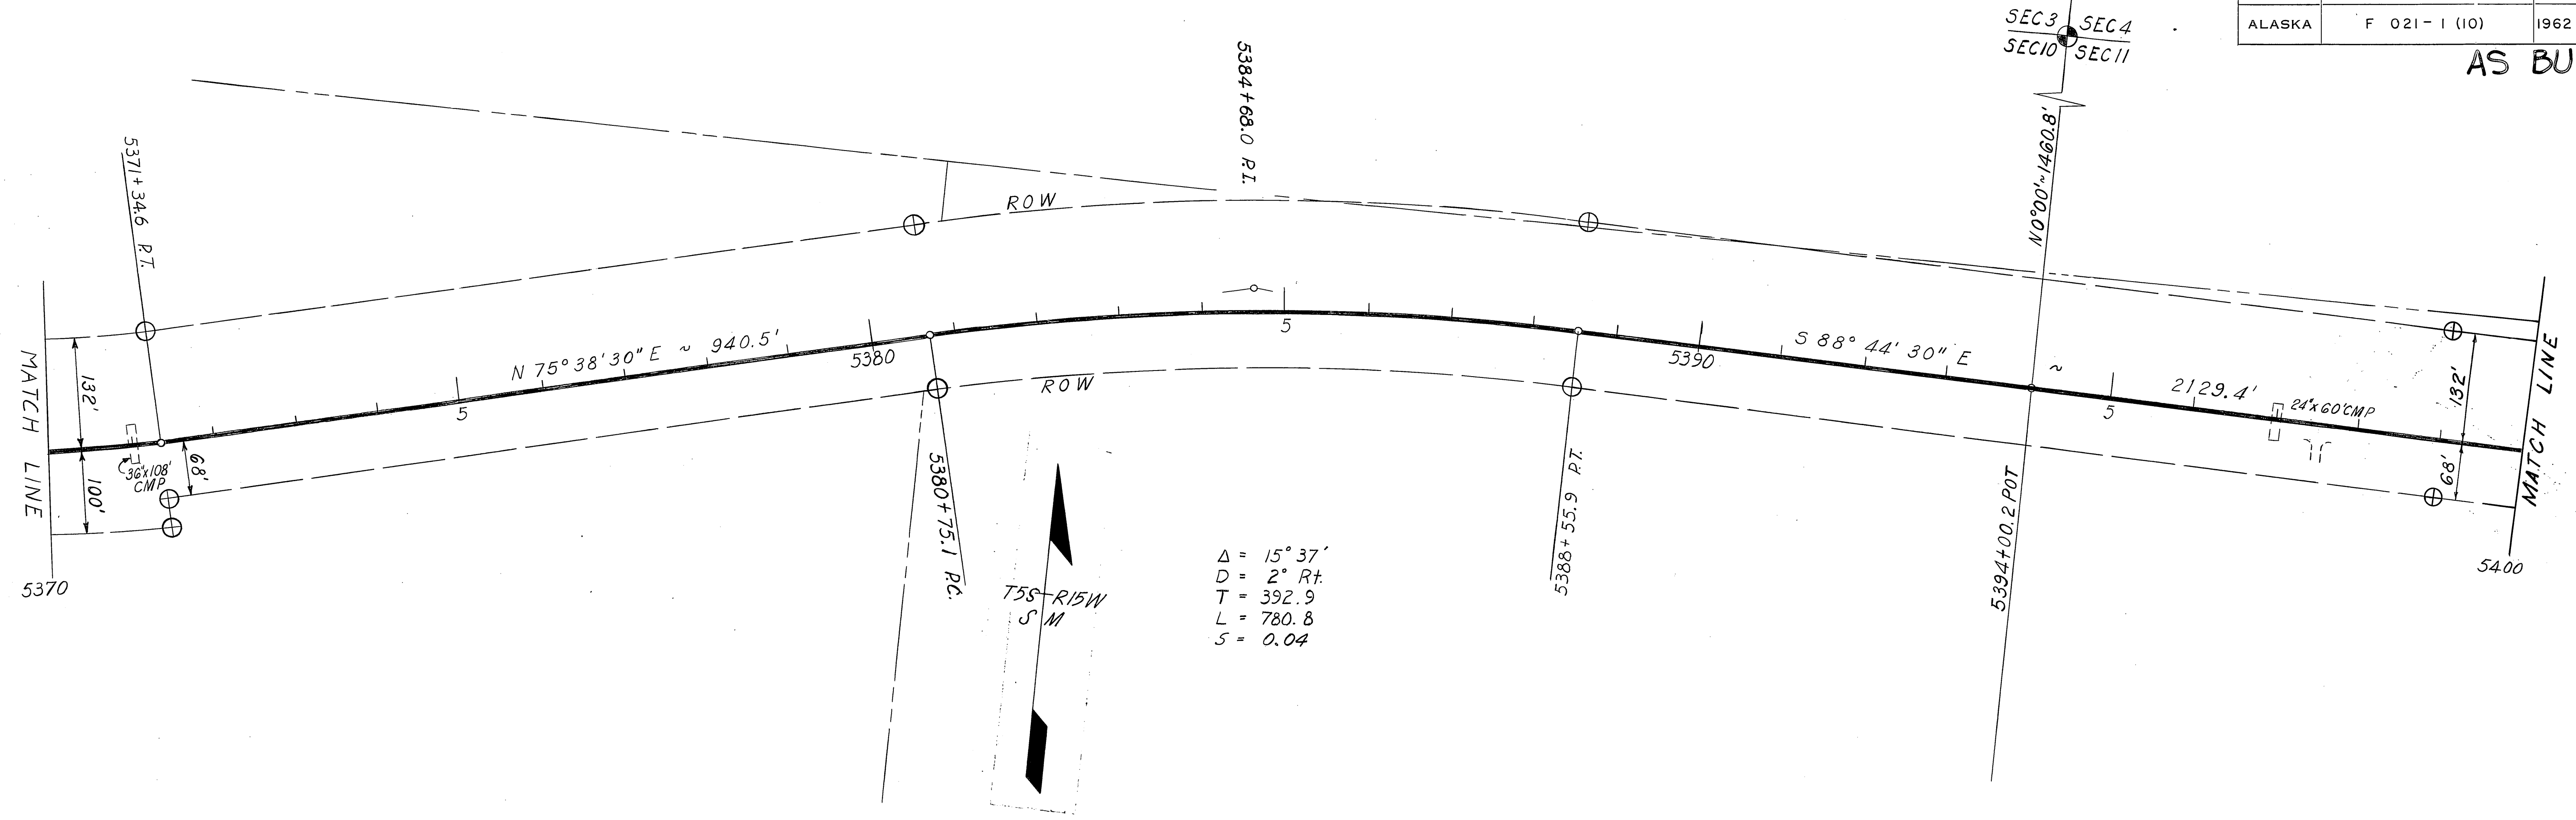 ALASKA F 021-1 (10) 1962
AS BU
SEC3 SEC4
SEC10 SEC11
N0°00'~1460.8'
5384+68.0 P.I.
5371+34.6 P.T.
ROW
MATCH LINE
132'
N 75°38'30" E ~ 940.5'
5
5380
5
5390
S 88° 44' 30" E ~ 2129.4'
5
24"x60'CMP
132'
MATCH LINE
36"x108'
CMP
68'
100'
ROW
68'
5370
5380+75.1 P.C.
T5S-R15W
S M
Δ = 15° 37'
D = 2° Rt.
T = 392.9
L = 780.8
S = 0.04
5388+55.9 P.T.
5394+00.2 POT
5400